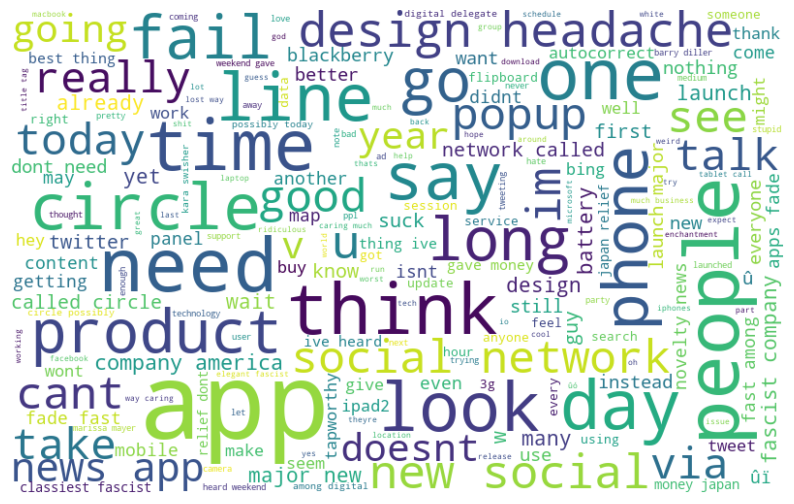 macbook
coming
love
god
digital delegate
group
schedule
white
someone
going
fail
design headache
thank
come
best thing
weekend gave
blackberry
want
autocorrect
barry diller
download
nothing
title tag
really
guess
lot
lost way
away
data
line
go
better
flipboard
never
medium
one
launch
might
already
right
work
pretty
shit
possibly today
much
back
popup
didnt
well
first
see
today
time
year
network called
hope
around
weird
stupid
talk
dont need
note
bad
thats
ad
help
hate
bing
try
tablet call
much business
may
yet
kara swisher
laptop
another
say
im
phone
people
circle
good
map
session
suck
service
tweeting
microsoft
japan relief
launch major
new
expect
enchantment
everyone
apps fade
thought
great
last
ridiculous
ppl
caring much
long
battery
hey
twitter
panel
support
v
u
thing ive
got
content
getting
enough
need
world
buy
know
run
worst
isnt
update
gave money
design
launched
û
called circle
wait
think
tech
still
feel
party
iphones
part
cool
guy
circle possibly
technology
product
ive heard
next
io
anyone
trying
oh
search
novelty news
fast among
fascist company
working
wont
facebook
user
company america
social network
hour
elegant fascist
cant
way caring
let
app
relief dont
give
even
3g
every
û6
instead
issue
fade fast
marissa mayer
theyre
ipad2
tapworthy
look
day
take
mobile
location
make
yes
w
many
using
tweet
camera
seem
use
release
news app
major new
new social
via
money japan
ûï
classiest fascist
heard weekend
among digital